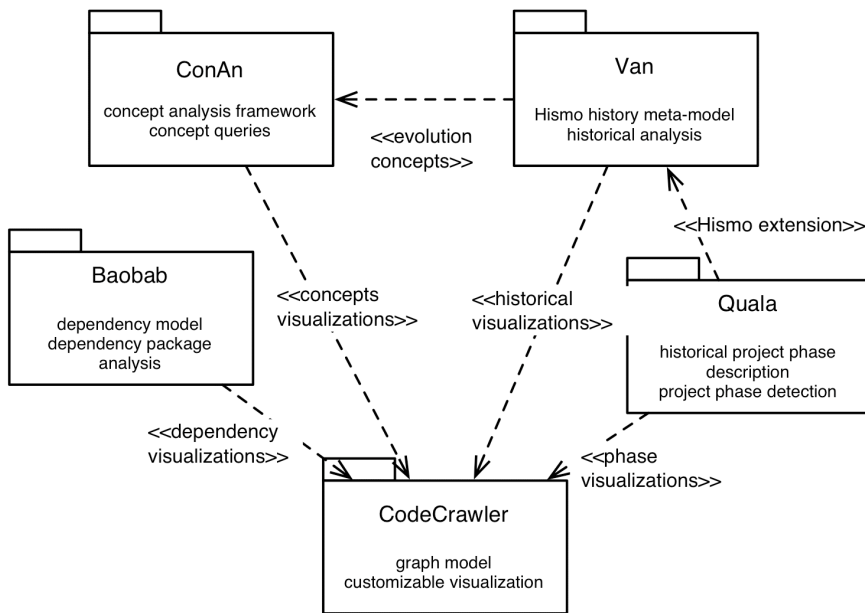 ConAn
concept analysis framework
concept queries
Van
Hismo history meta-model
historical analysis
<<evolution
concepts>>
<<Hismo extension>>
Baobab
dependency model
dependency package
analysis
<<concepts
visualizations>>
<<historical
visualizations>>
Quala
historical project phase
description
project phase detection
<<dependency
visualizations>>
<<phase
visualizations>>
CodeCrawler
graph model
customizable visualization